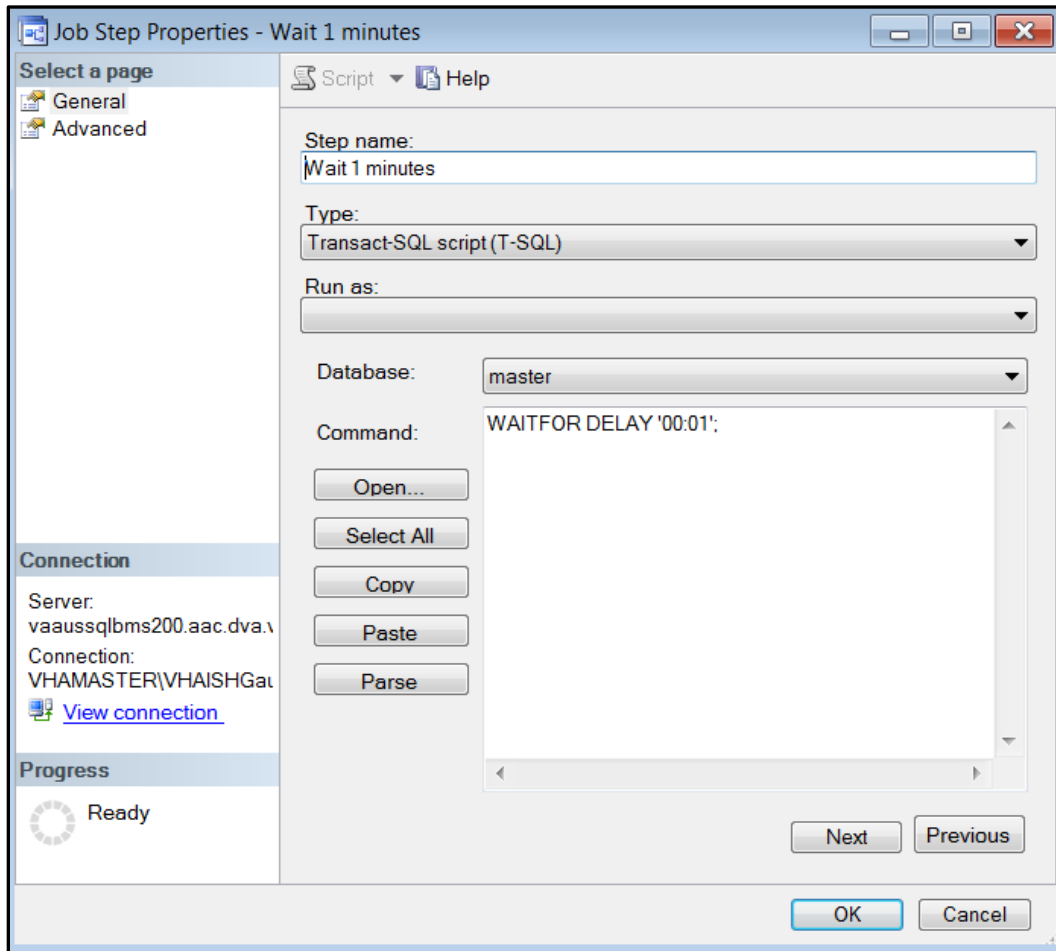 Job Step Properties - Wait 1 minutes
Select a page
General
Advanced
Script
Help
Step name:
Wait 1 minutes
Type:
Transact-SQL script (T-SQL)
Run as:
Database:
master
Command:
WAITFOR DELAY '00:01';
Open...
Select All
Copy
Paste
Parse
Connection
Server:
vaaussqlbms200.aac.dva.v
Connection:
VHAMASTER\VHAISHGau
View connection
Progress
Ready
Next
Previous
OK
Cancel